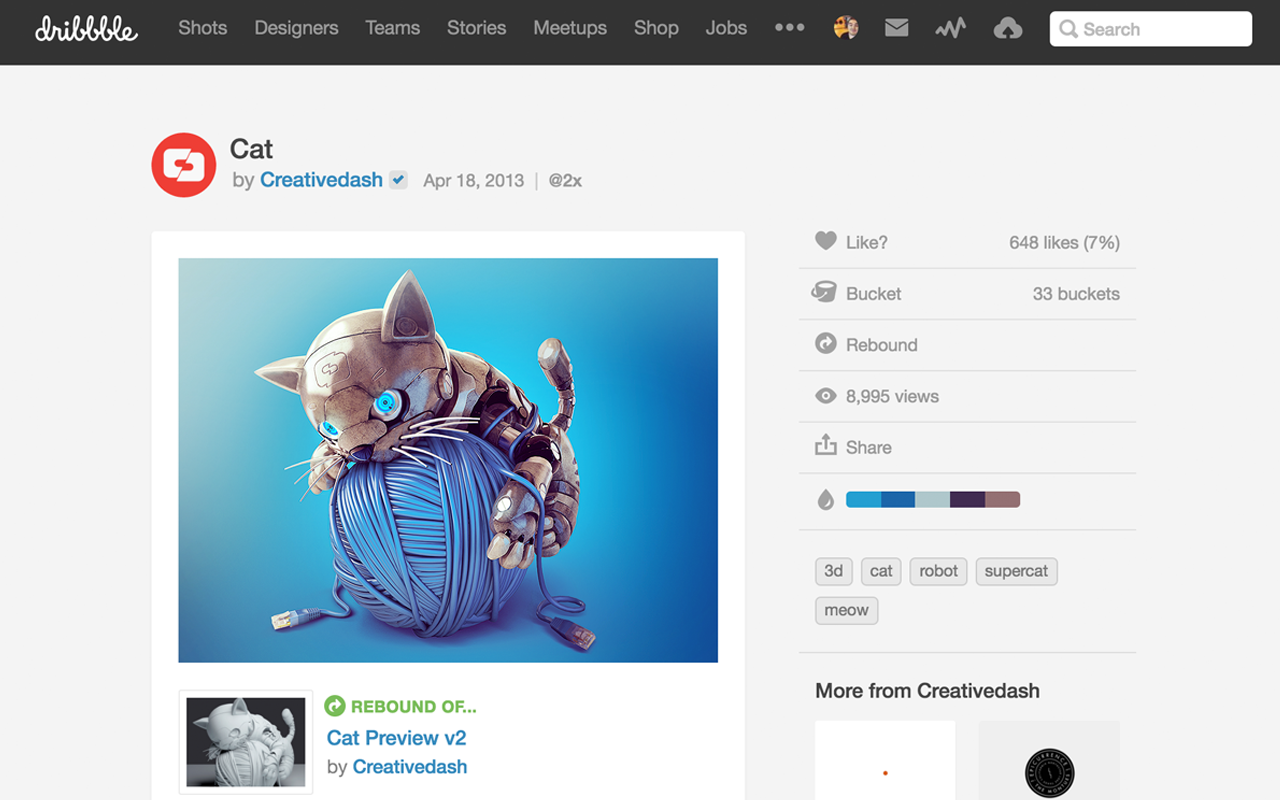 dribbble Shots Designers Teams Stories Meetups Shop Jobs Search
Cat
by Creativedash Apr 18, 2013 | @2x
Like? 648 likes (7%)
Bucket 33 buckets
Rebound
8,995 views
Share
3d cat robot supercat
meow
More from Creativedash
REBOUND OF...
Cat Preview v2
by Creativedash